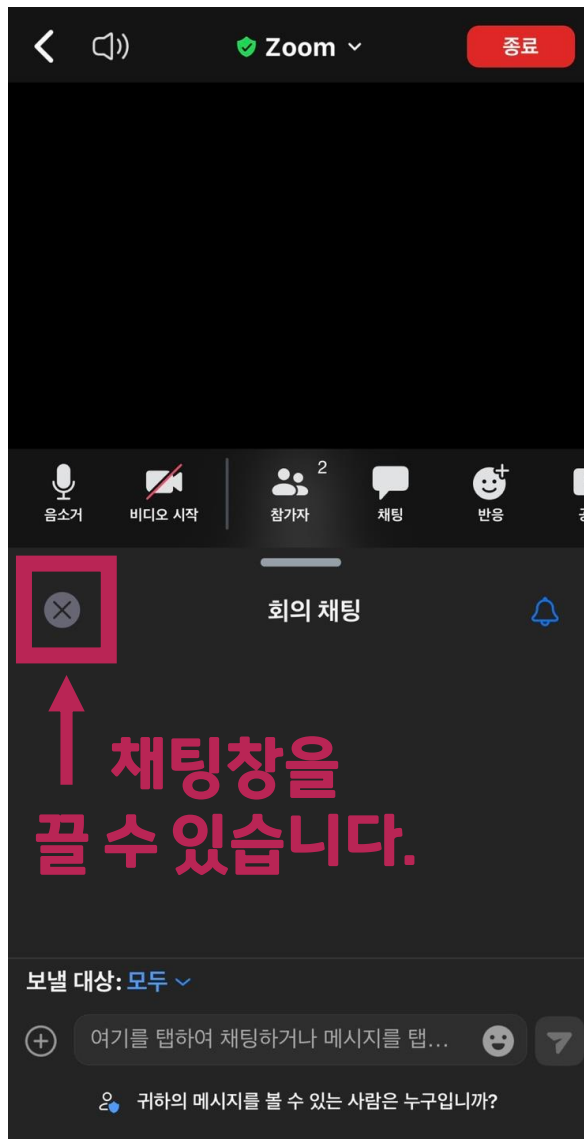 Zoom
종료
음소거
비디오 시작
참가자
2
채팅
반응
회의 채팅
채팅창을
끌 수 있습니다.
보낼 대상: 모두
여기를 탭하여 채팅하거나 메시지를 탭...
귀하의 메시지를 볼 수 있는 사람은 누구입니까?